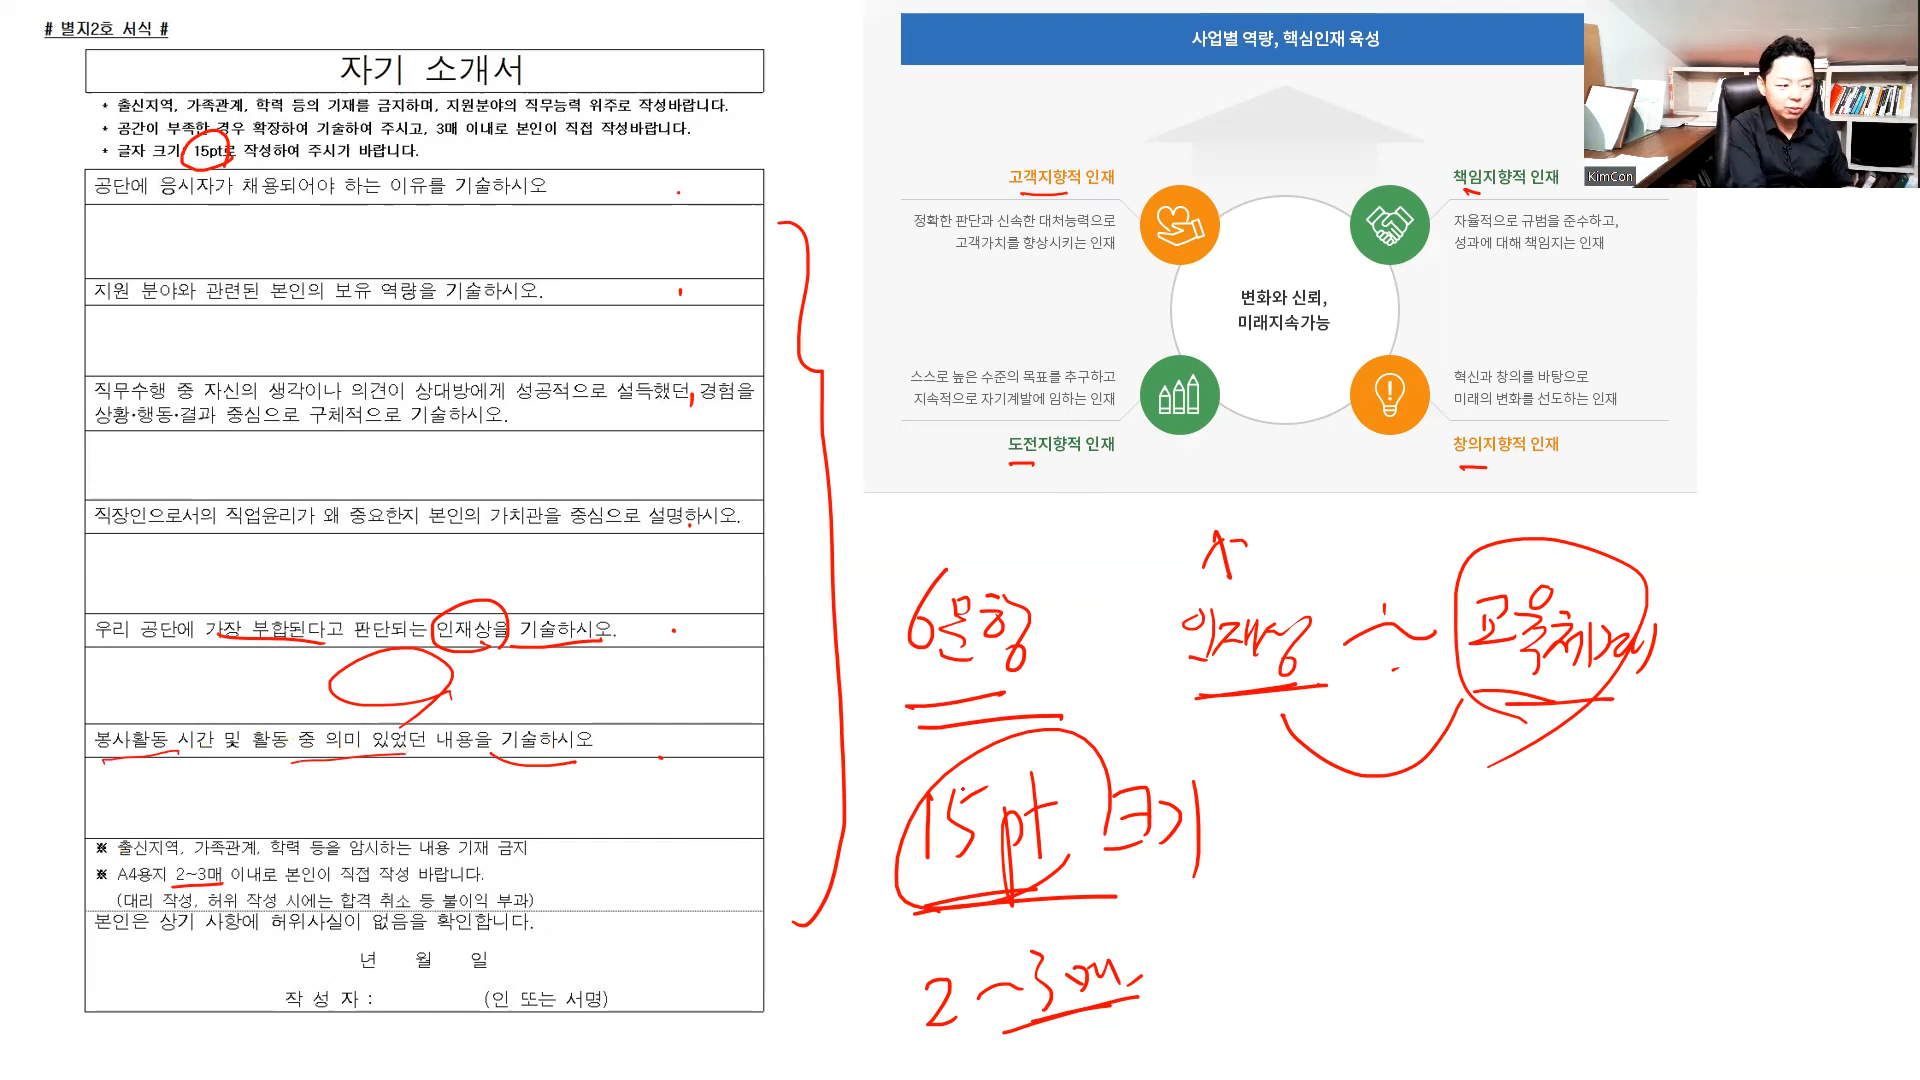 # 별지2호 서식 #
자기 소개서
* 출신지역, 가족관계, 학력 등의 기재를 금지하며, 지원분야의 직무능력 위주로 작성바랍니다.
* 공간이 부족한 경우 확장하여 기술하여 주시고, 3매 이내로 본인이 직접 작성바랍니다.
* 글자 크기 15pt로 작성하여 주시기 바랍니다.
공단에 응시자가 채용되어야 하는 이유를 기술하시오
지원 분야와 관련된 본인의 보유 역량을 기술하시오.
직무수행 중 자신의 생각이나 의견이 상대방에게 성공적으로 설득했던 경험을
상황·행동·결과 중심으로 구체적으로 기술하시오.
직장인으로서의 직업윤리가 왜 중요한지 본인의 가치관을 중심으로 설명하시오.
우리 공단에 가장 부합된다고 판단되는 인재상을 기술하시오.
봉사활동 시간 및 활동 중 의미 있었던 내용을 기술하시오
※ 출신지역, 가족관계, 학력 등을 암시하는 내용 기재 금지
※ A4용지 2~3매 이내로 본인이 직접 작성 바랍니다.
(대리 작성, 허위 작성 시에는 합격 취소 등 불이익 부과)
본인은 상기 사항에 허위사실이 없음을 확인합니다.
년 월 일
작 성 자 : (인 또는 서명)
사업별 역량, 핵심인재 육성
고객지향적 인재
정확한 판단과 신속한 대처능력으로
고객가치를 향상시키는 인재
책임지향적 인재
자율적으로 규범을 준수하고,
성과에 대해 책임지는 인재
변화와 신뢰,
미래지속가능
스스로 높은 수준의 목표를 추구하고
지속적으로 자기계발에 임하는 인재
도전지향적 인재
혁신과 창의를 바탕으로
미래의 변화를 선도하는 인재
창의지향적 인재
KimCon
6문항
인재상 ~ 교육체계
15pt 크기
2~3매